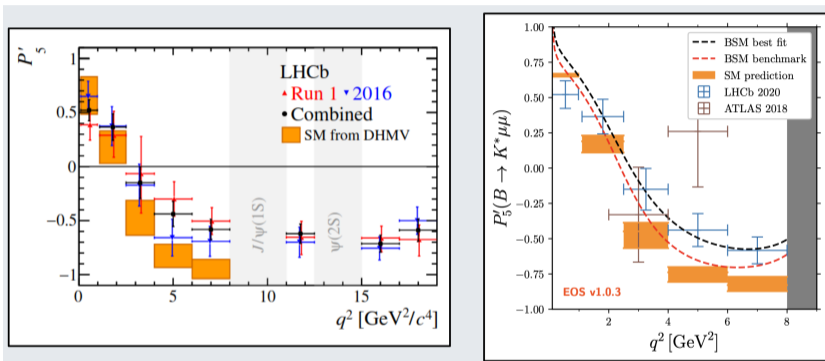 P′5
1
0.5
0
−0.5
−1
LHCb
Run 1 2016
Combined
SM from DHMV
J/ψ(1S)
ψ(2S)
0 5 10 15
q² [GeV²/c⁴]
P′5(B → K*μμ)
1.00
0.75
0.50
0.25
0.00
−0.25
−0.50
−0.75
−1.00
BSM best fit
BSM benchmark
SM prediction
LHCb 2020
ATLAS 2018
EOS v1.0.3
0 2 4 6 8
q² [GeV²]